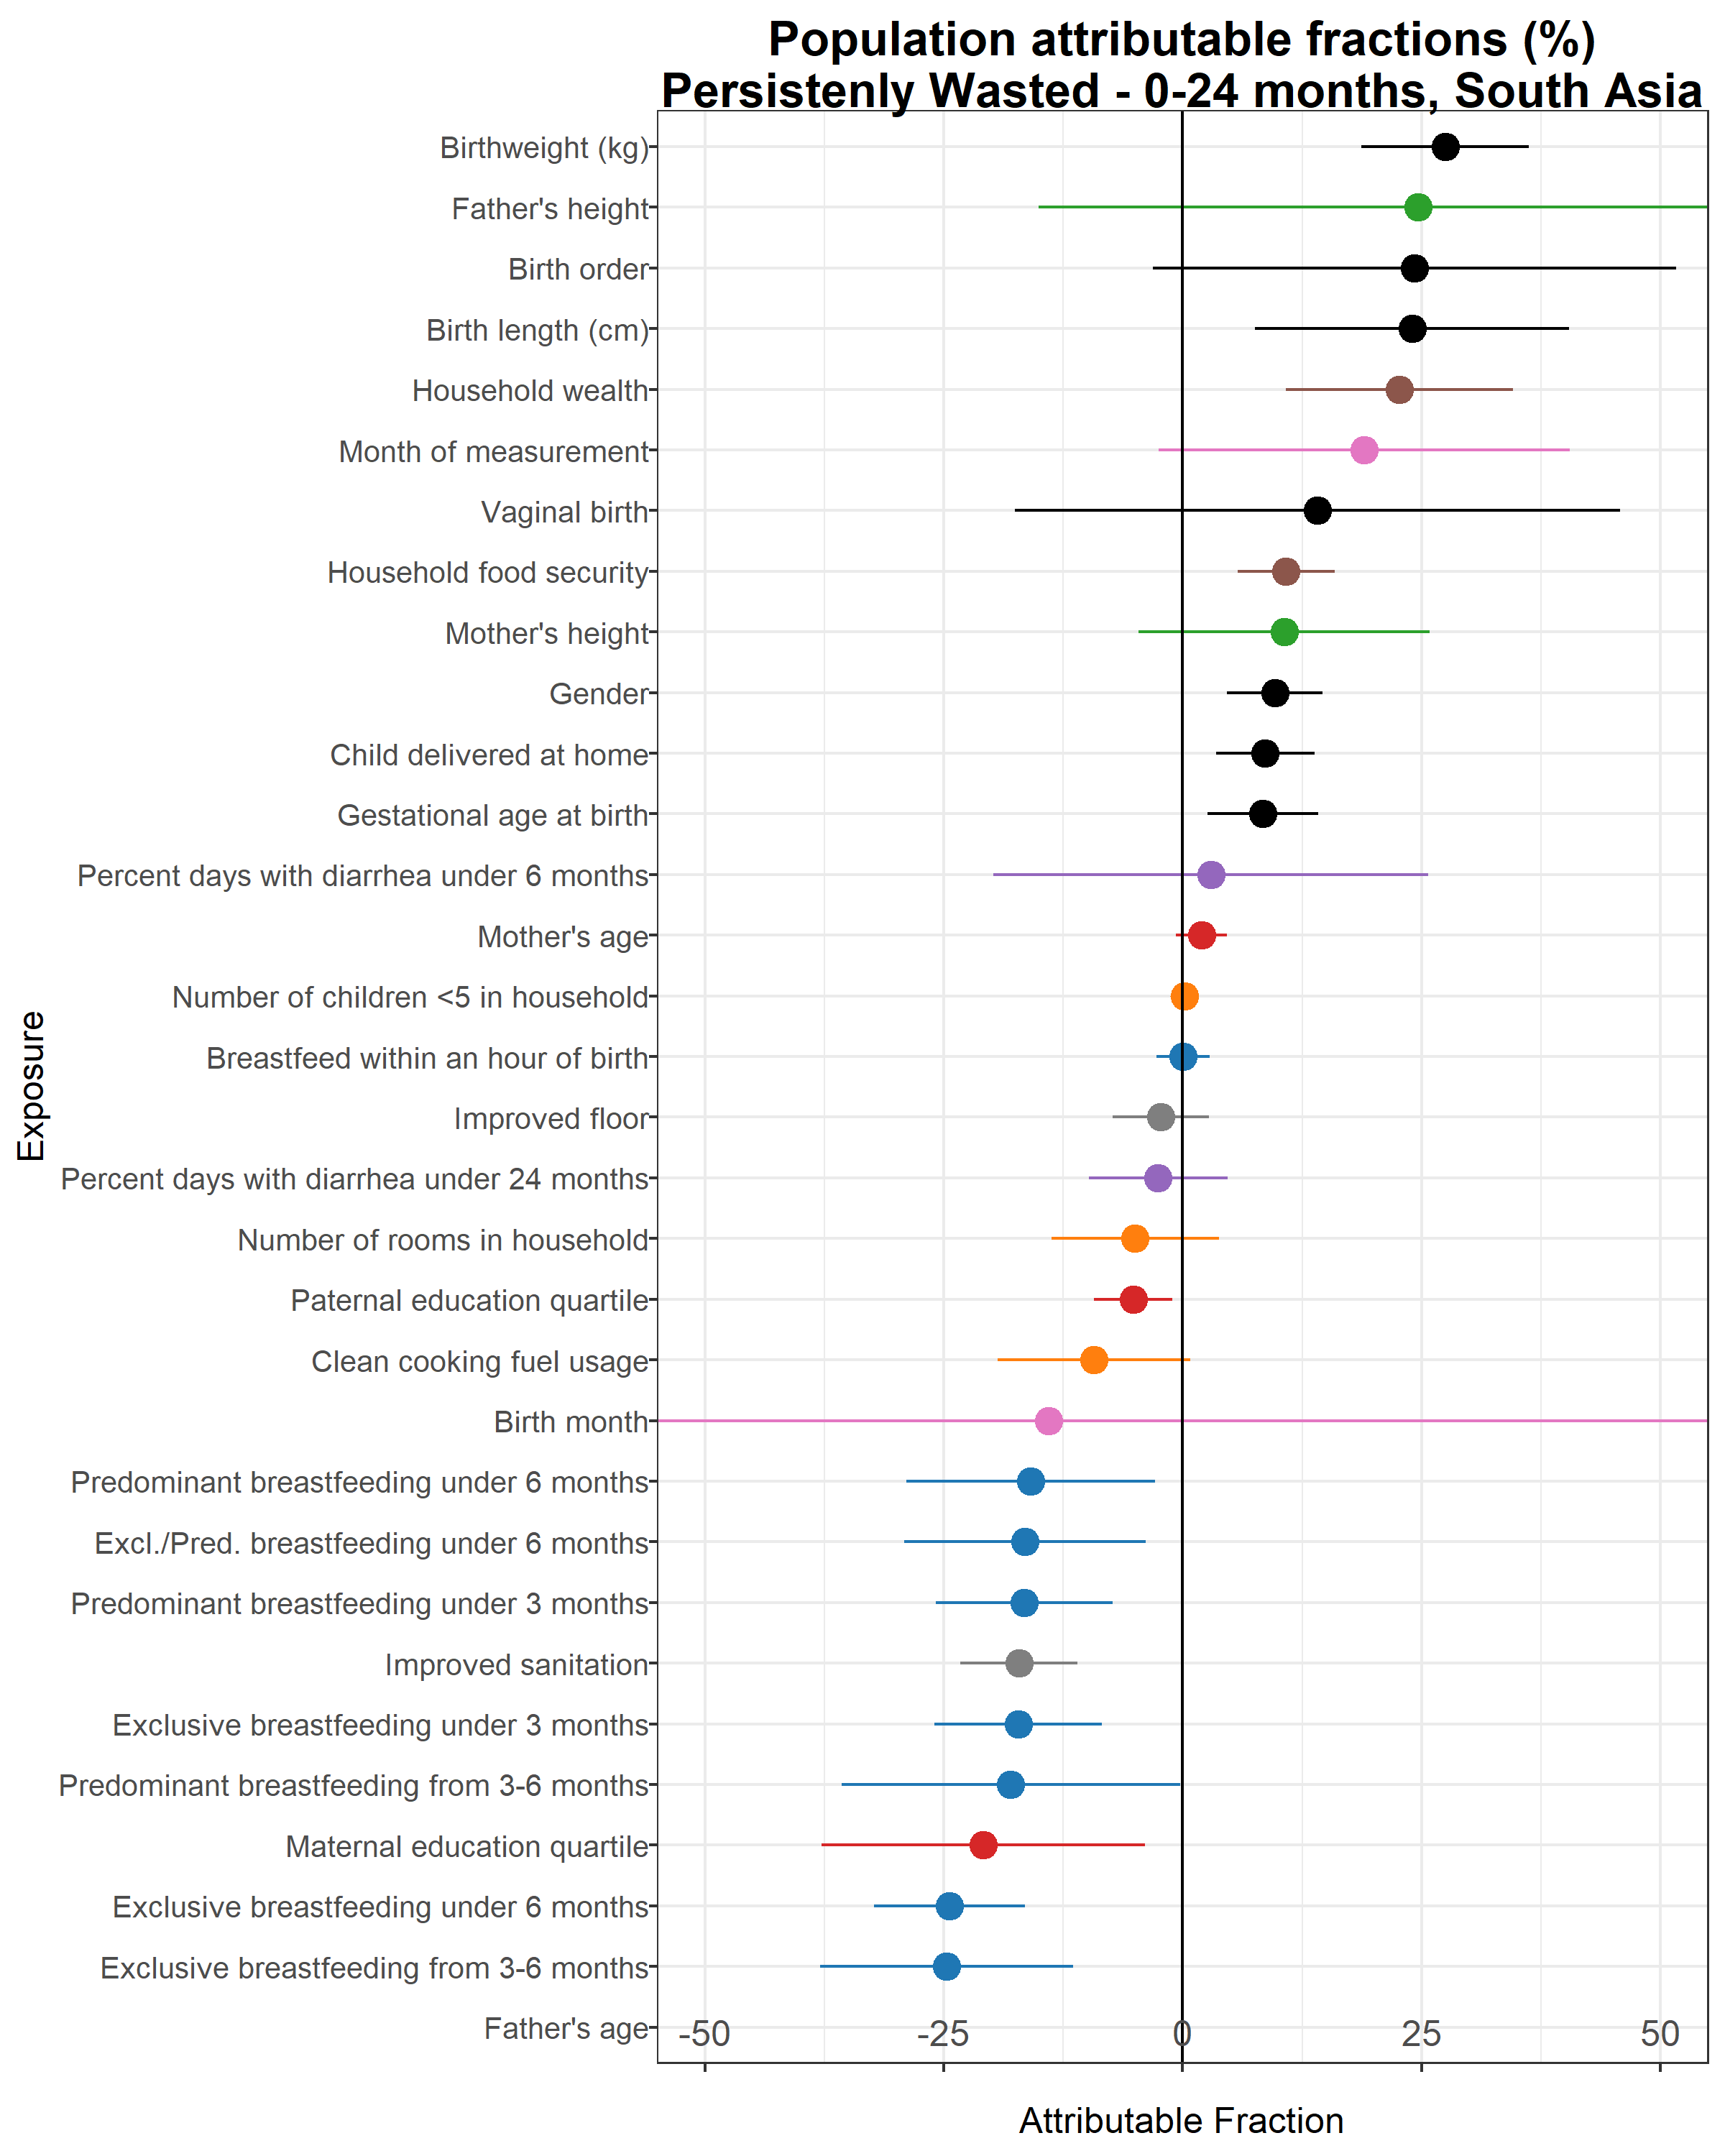 Population attributable fractions (%)
Persistenly Wasted - 0-24 months, South Asia
Birthweight (kg)
Father's height
Birth order
Birth length (cm)
Household wealth
Month of measurement
Vaginal birth
Household food security
Mother's height
Gender
Child delivered at home
Gestational age at birth
Percent days with diarrhea under 6 months
Mother's age
Number of children <5 in household
Breastfeed within an hour of birth
Improved floor
Percent days with diarrhea under 24 months
Number of rooms in household
Paternal education quartile
Clean cooking fuel usage
Birth month
Predominant breastfeeding under 6 months
Excl./Pred. breastfeeding under 6 months
Predominant breastfeeding under 3 months
Improved sanitation
Exclusive breastfeeding under 3 months
Predominant breastfeeding from 3-6 months
Maternal education quartile
Exclusive breastfeeding under 6 months
Exclusive breastfeeding from 3-6 months
Father's age
Exposure
-50 -25 0 25 50
Attributable Fraction